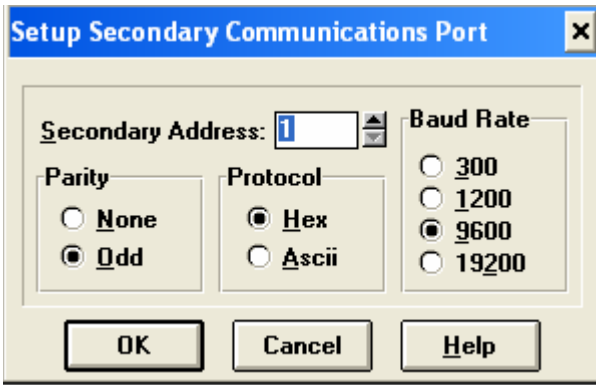 Setup Secondary Communications Port
Secondary Address: 1
Baud Rate
300
1200
9600
19200
Parity
None
Odd
Protocol
Hex
Ascii
OK Cancel Help